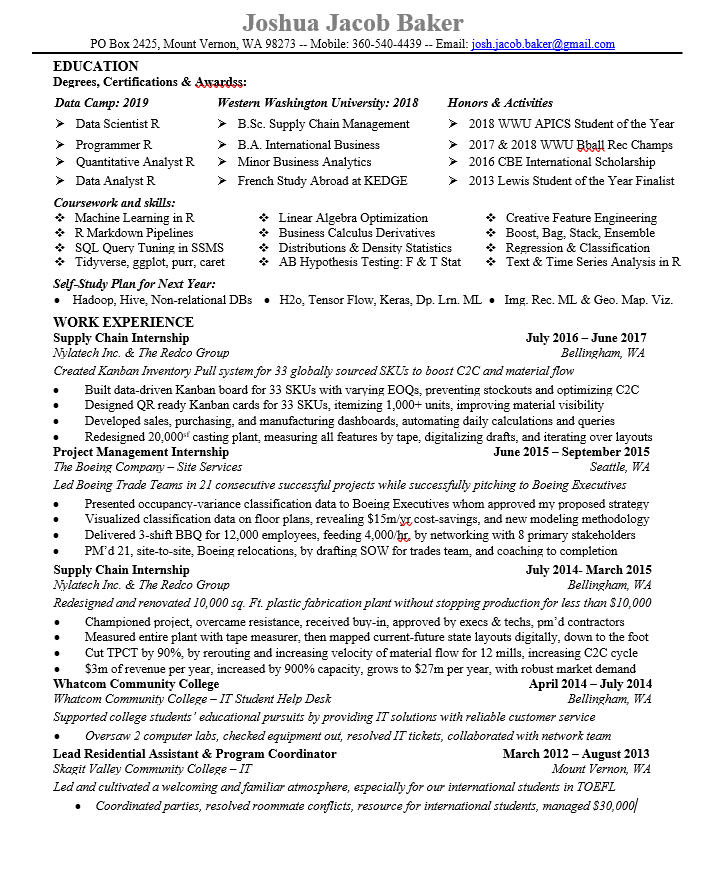 Joshua Jacob Baker
PO Box 2425, Mount Vernon, WA 98273 -- Mobile: 360-540-4439 -- Email: josh.jacob.baker@gmail.com
EDUCATION
Degrees, Certifications & Awardss:
Data Camp: 2019 Western Washington University: 2018 Honors & Activities
➢ Data Scientist R ➢ B.Sc. Supply Chain Management ➢ 2018 WWU APICS Student of the Year
➢ Programmer R ➢ B.A. International Business ➢ 2017 & 2018 WWU Bball Rec Champs
➢ Quantitative Analyst R ➢ Minor Business Analytics ➢ 2016 CBE International Scholarship
➢ Data Analyst R ➢ French Study Abroad at KEDGE ➢ 2013 Lewis Student of the Year Finalist
Coursework and skills:
❖ Machine Learning in R ❖ Linear Algebra Optimization ❖ Creative Feature Engineering
❖ R Markdown Pipelines ❖ Business Calculus Derivatives ❖ Boost, Bag, Stack, Ensemble
❖ SQL Query Tuning in SSMS ❖ Distributions & Density Statistics ❖ Regression & Classification
❖ Tidyverse, ggplot, purr, caret ❖ AB Hypothesis Testing: F & T Stat ❖ Text & Time Series Analysis in R
Self-Study Plan for Next Year:
• Hadoop, Hive, Non-relational DBs • H2o, Tensor Flow, Keras, Dp. Lrn. ML • Img. Rec. ML & Geo. Map. Viz.
WORK EXPERIENCE
Supply Chain Internship July 2016 – June 2017
Nylatech Inc. & The Redco Group Bellingham, WA
Created Kanban Inventory Pull system for 33 globally sourced SKUs to boost C2C and material flow
• Built data-driven Kanban board for 33 SKUs with varying EOQs, preventing stockouts and optimizing C2C
• Designed QR ready Kanban cards for 33 SKUs, itemizing 1,000+ units, improving material visibility
• Developed sales, purchasing, and manufacturing dashboards, automating daily calculations and queries
• Redesigned 20,000sf casting plant, measuring all features by tape, digitalizing drafts, and iterating over layouts
Project Management Internship June 2015 – September 2015
The Boeing Company – Site Services Seattle, WA
Led Boeing Trade Teams in 21 consecutive successful projects while successfully pitching to Boeing Executives
• Presented occupancy-variance classification data to Boeing Executives whom approved my proposed strategy
• Visualized classification data on floor plans, revealing $15m/yr cost-savings, and new modeling methodology
• Delivered 3-shift BBQ for 12,000 employees, feeding 4,000/hr, by networking with 8 primary stakeholders
• PM'd 21, site-to-site, Boeing relocations, by drafting SOW for trades team, and coaching to completion
Supply Chain Internship July 2014- March 2015
Nylatech Inc. & The Redco Group Bellingham, WA
Redesigned and renovated 10,000 sq. Ft. plastic fabrication plant without stopping production for less than $10,000
• Championed project, overcame resistance, received buy-in, approved by execs & techs, pm'd contractors
• Measured entire plant with tape measurer, then mapped current-future state layouts digitally, down to the foot
• Cut TPCT by 90%, by rerouting and increasing velocity of material flow for 12 mills, increasing C2C cycle
• $3m of revenue per year, increased by 900% capacity, grows to $27m per year, with robust market demand
Whatcom Community College April 2014 – July 2014
Whatcom Community College – IT Student Help Desk Bellingham, WA
Supported college students' educational pursuits by providing IT solutions with reliable customer service
• Oversaw 2 computer labs, checked equipment out, resolved IT tickets, collaborated with network team
Lead Residential Assistant & Program Coordinator March 2012 – August 2013
Skagit Valley Community College – IT Mount Vernon, WA
Led and cultivated a welcoming and familiar atmosphere, especially for our international students in TOEFL
• Coordinated parties, resolved roommate conflicts, resource for international students, managed $30,000